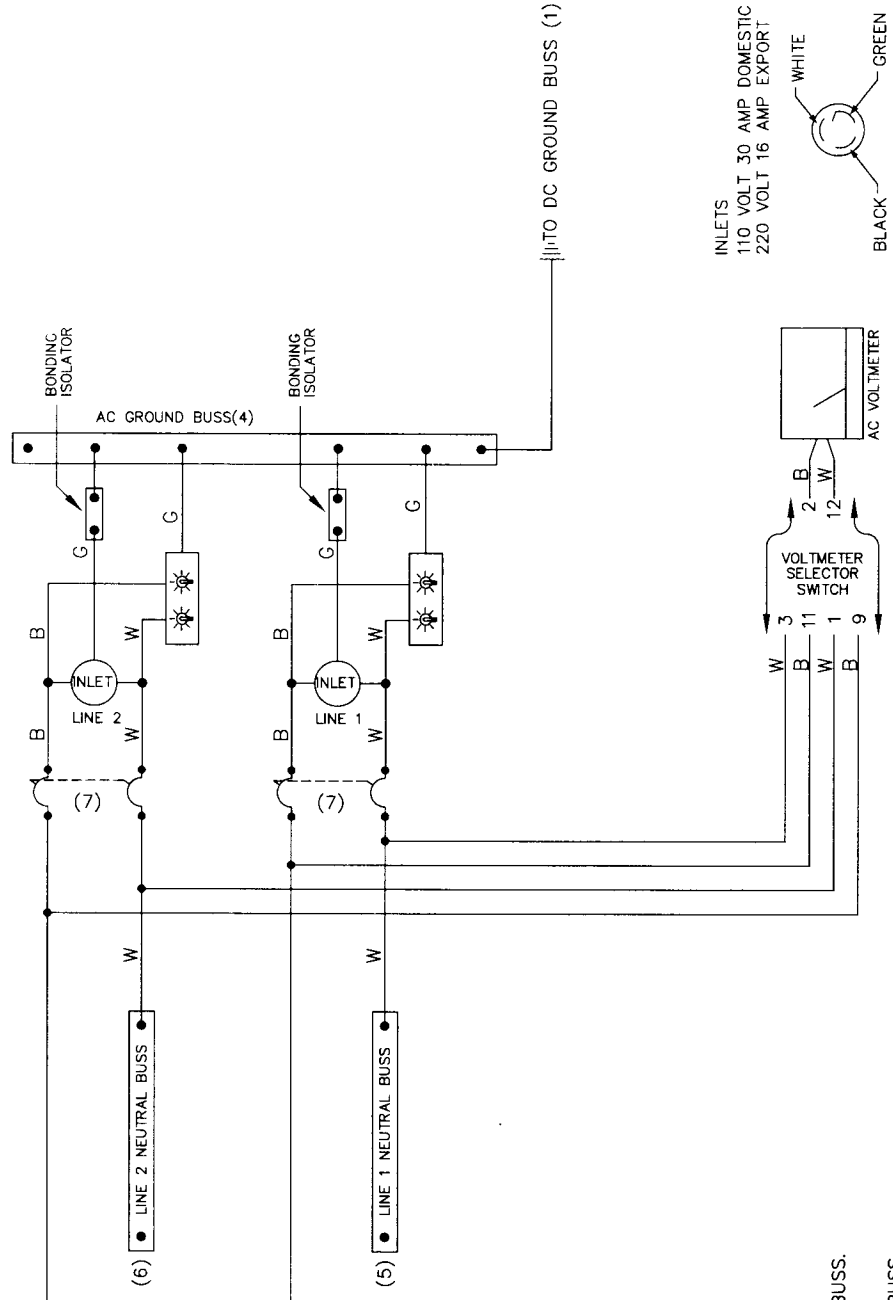 BONDING
ISOLATOR
AC GROUND BUSS(4)
BONDING
ISOLATOR
TO DC GROUND BUSS (1)
B
G
G
INLET
LINE 2
W
B
W
(7)
B
G
G
INLET
LINE 1
W
B
W
(7)
W
LINE 2 NEUTRAL BUSS
(6)
W
LINE 1 NEUTRAL BUSS
(5)
INLETS
110 VOLT 30 AMP DOMESTIC
220 VOLT 16 AMP EXPORT
WHITE
BLACK
GREEN
AC VOLTMETER
B
W
2
12
VOLTMETER
SELECTOR
SWITCH
W 3
B 11
W 1
B 9
BUSS.
BUSS